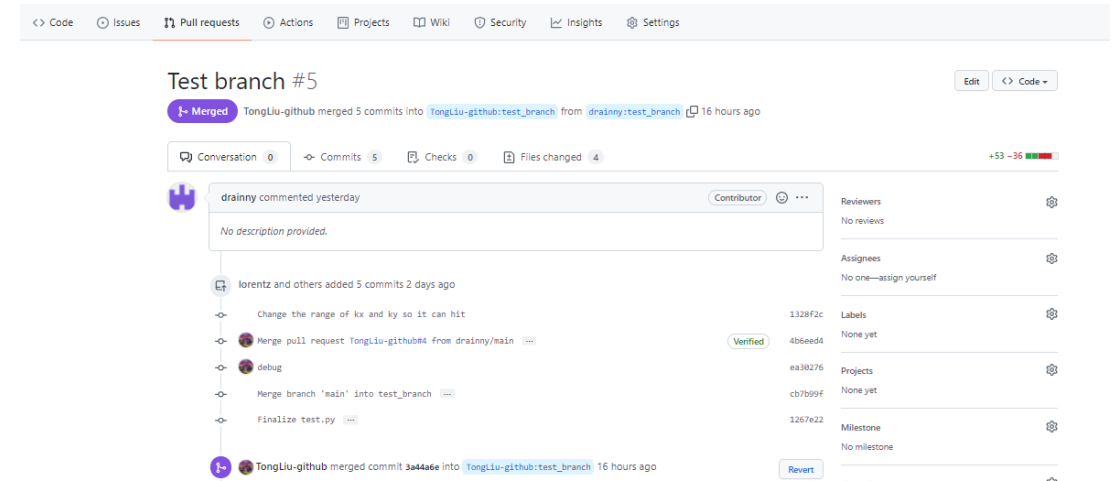 <> Code Issues Pull requests Actions Projects Wiki Security Insights Settings
Test branch #5
Edit <> Code
Merged TongLiu-github merged 5 commits into TongLiu-github:test_branch from drainny:test_branch 16 hours ago
Conversation 0 Commits 5 Checks 0 Files changed 4 +53 −36
drainny commented yesterday Contributor ...
No description provided.
lorentz and others added 5 commits 2 days ago
Change the range of kx and ky so it can hit 1328f2c
Merge pull request TongLiu-github#4 from drainny/main ... Verified 4b6eed4
debug ea30276
Merge branch 'main' into test_branch ... cb7b99f
Finalize test.py ... 1267e22
TongLiu-github merged commit 3a44a6e into TongLiu-github:test_branch 16 hours ago Revert
Reviewers
No reviews
Assignees
No one—assign yourself
Labels
None yet
Projects
None yet
Milestone
No milestone